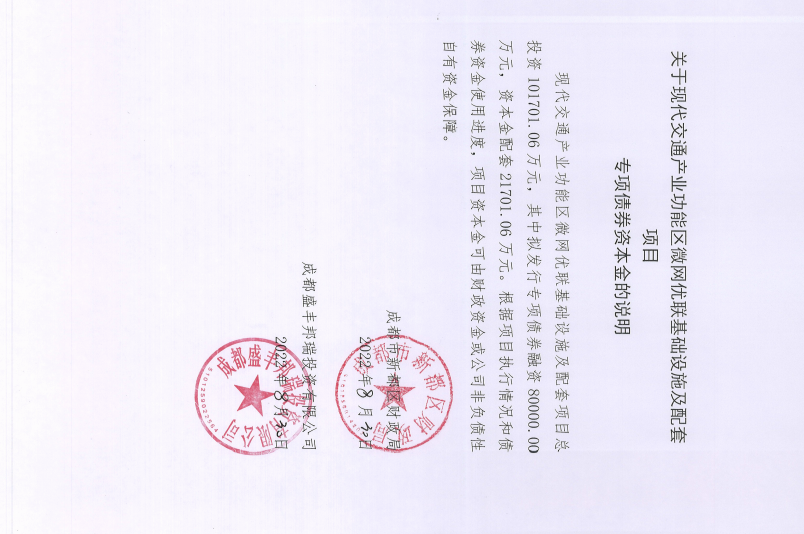 关于现代交通产业功能区微网优联基础设施及配套
项目
专项债券资本金的说明
现代交通产业功能区微网优联基础设施及配套项目总
投资 101701.06 万元，其中拟发行专项债券融资 80000.00
万元，资本金配套 21701.06 万元。根据项目执行情况和债
券资金使用进度，项目资本金可由财政资金或公司非负债性
自有资金保障。
成都市新都区财政局
2022年8月
成都盛丰邦瑞投资有限公司
2022年8月